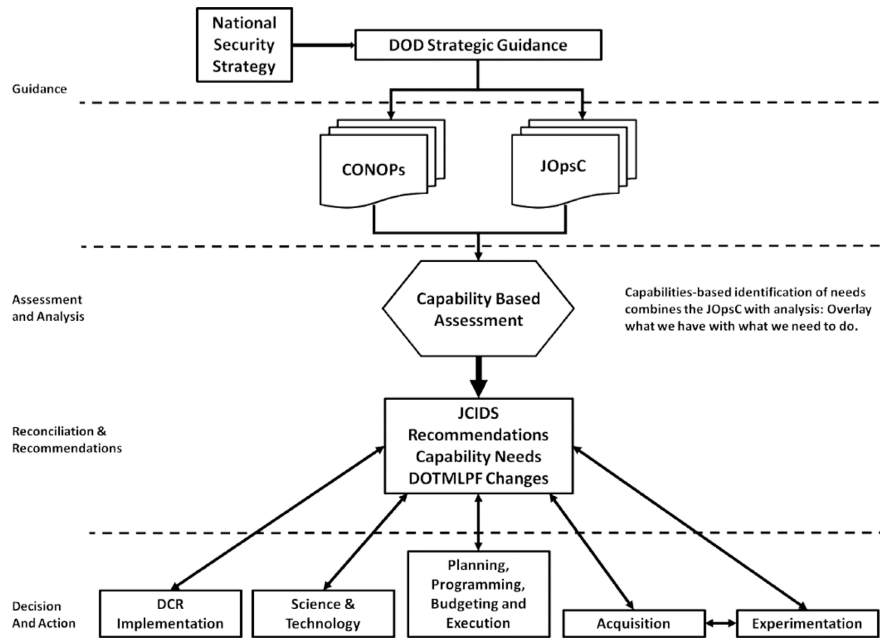 National
Security
Strategy
DOD Strategic Guidance
Guidance
CONOPs
JOpsC
Assessment
and Analysis
Capability Based
Assessment
Capabilities-based identification of needs
combines the JOpsC with analysis: Overlay
what we have with what we need to do.
Reconciliation &
Recommendations
JCIDS
Recommendations
Capability Needs
DOTMLPF Changes
Decision
And Action
DCR
Implementation
Science &
Technology
Planning,
Programming,
Budgeting and
Execution
Acquisition
Experimentation